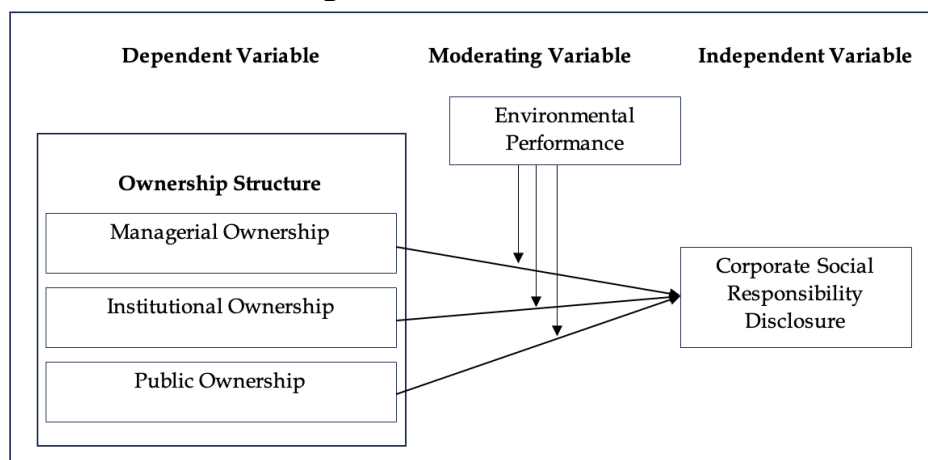 Dependent Variable
Moderating Variable
Independent Variable
Environmental
Performance
Ownership Structure
Managerial Ownership
Institutional Ownership
Public Ownership
Corporate Social
Responsibility
Disclosure